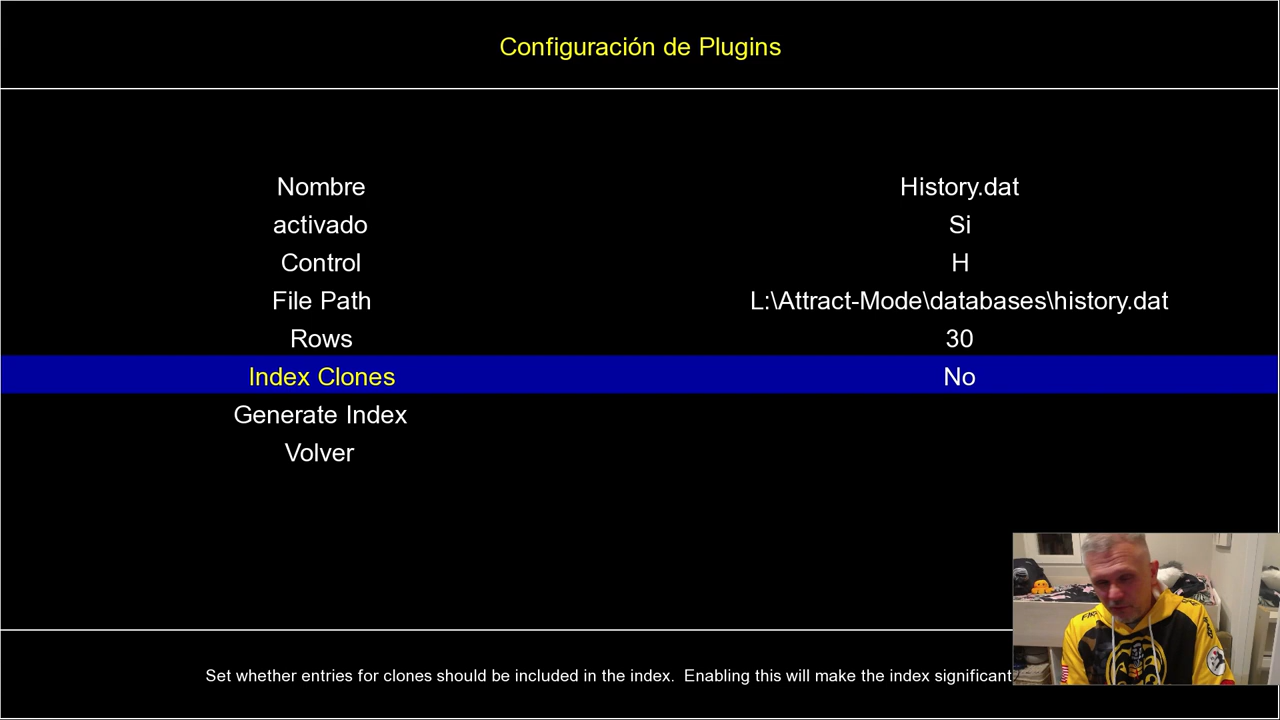 Configuración de Plugins
Nombre History.dat
activado Si
Control H
File Path L:\Attract-Mode\databases\history.dat
Rows 30
Index Clones No
Generate Index
Volver
Set whether entries for clones should be included in the index.  Enabling this will make the index significant